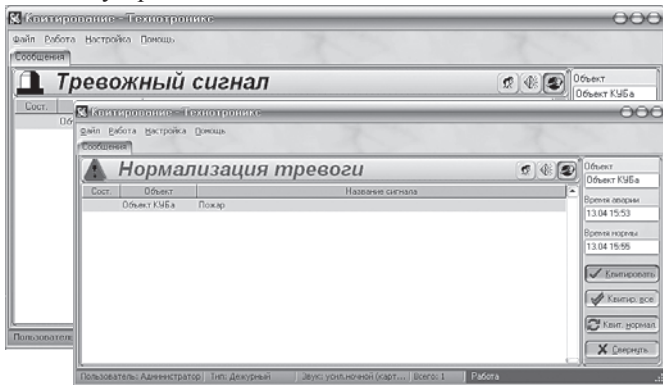 Квитирование - Технотроникс
Файл Работа Настройка Помощь
Сообщения
Тревожный сигнал
Объект
Объект КУБа
Сост.
Квитирование - Технотроникс
Файл Работа Настройка Помощь
Сообщения
Нормализация тревоги
Объект
Объект КУБа
Сост. Объект Название сигнала
Объект КУБа Пожар
Время аварии
13.04 15:53
Время нормы
13.04 15:55
Квитировать
Квитир. все
Квит. нормал.
Свернуть
Пользователь: Администратор Тип: Дежурный Звук: усил.ночной (карт... Всего: 1 Работа